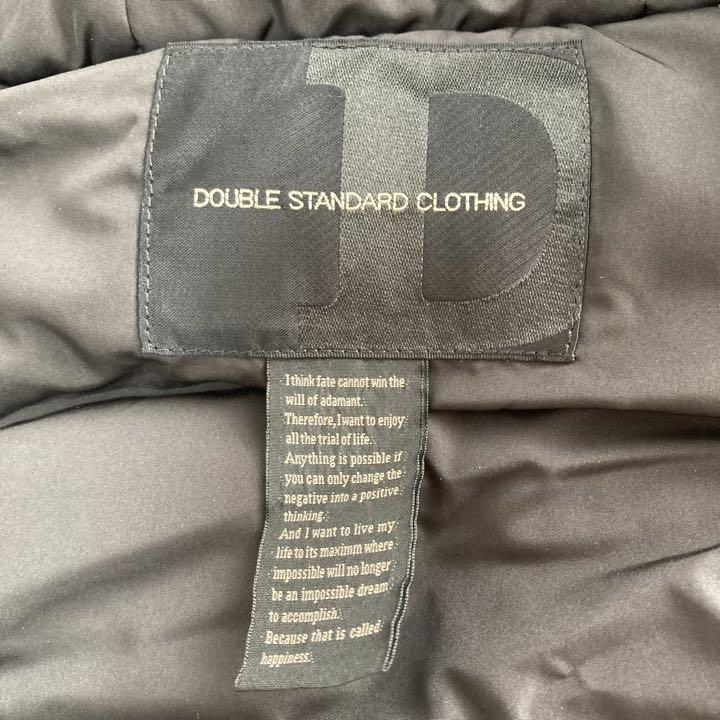 D
DOUBLE STANDARD CLOTHING
I think fate cannot win the
will of adamant.
Therefore, I want to enjoy
all the trial of life.
Anything is possible if
you can only change the
negative into a positive
thinking.
And I want to live my
life to its maximm where
impossible will no longer
be an impossible dream
to accomplish.
Because that is called
happiness.